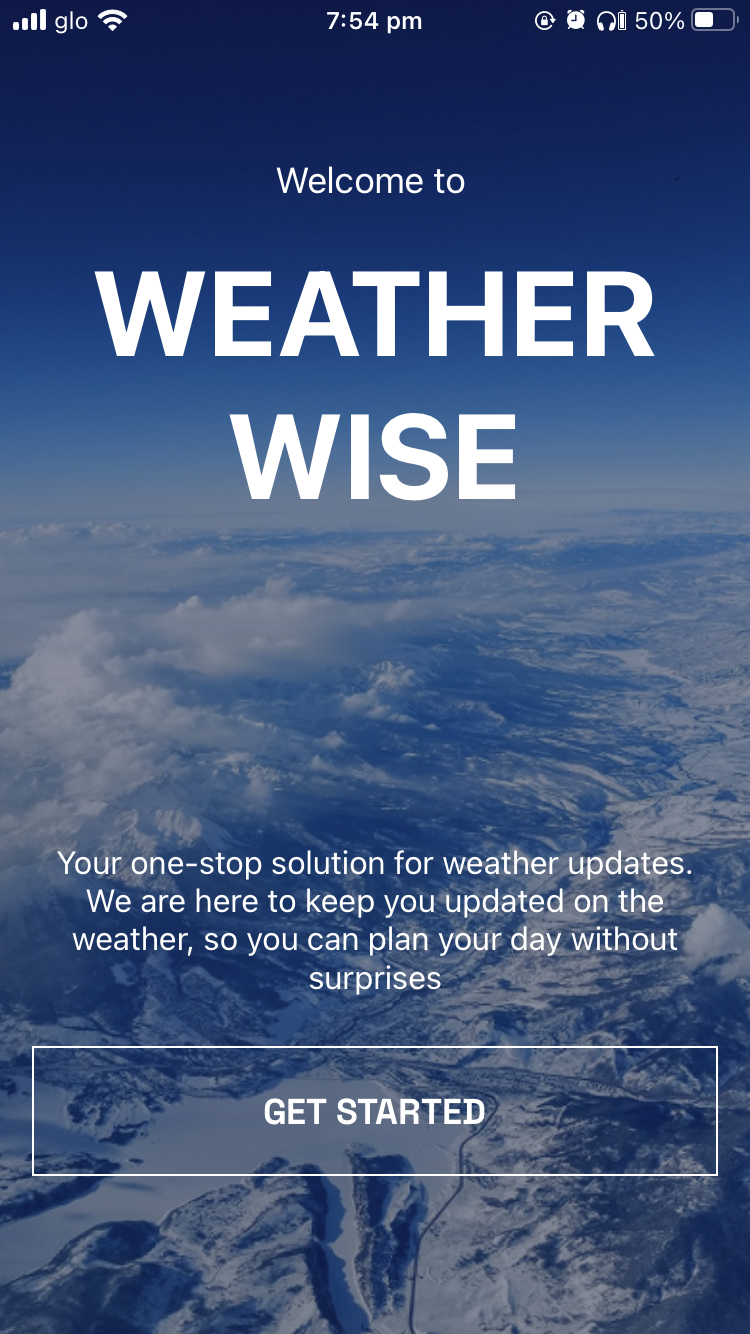 glo 7:54 pm 50%
Welcome to
WEATHER
WISE
Your one-stop solution for weather updates.
We are here to keep you updated on the
weather, so you can plan your day without
surprises
GET STARTED